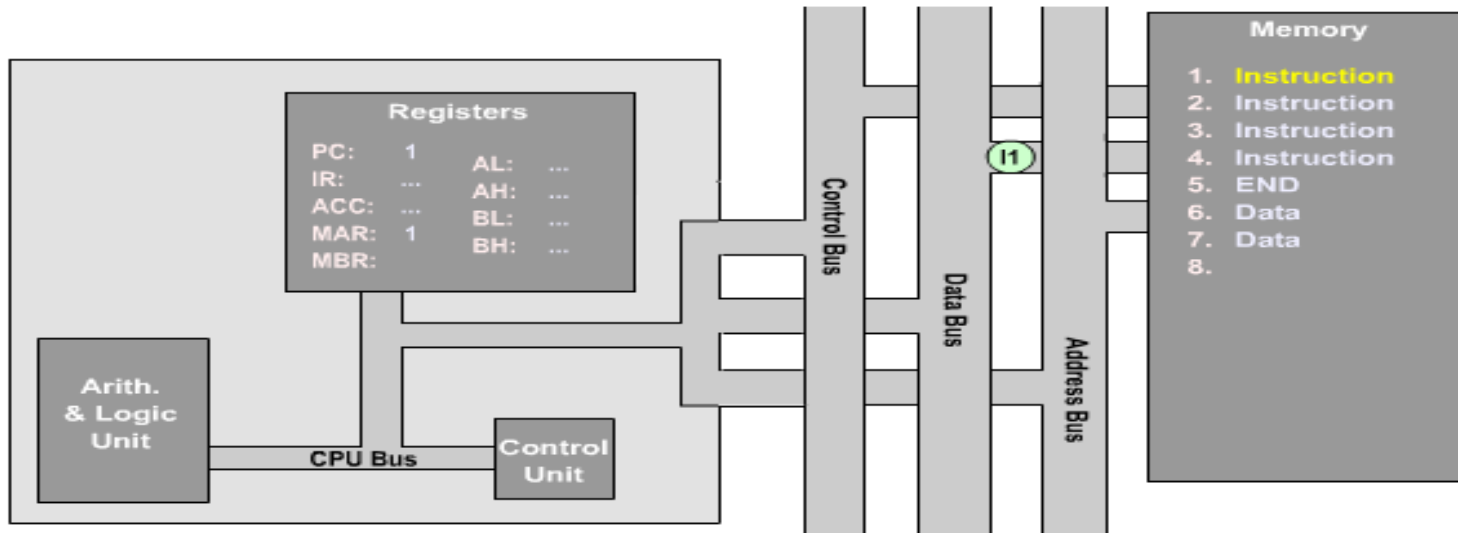 Registers
PC: 1
IR: ...
ACC: ...
MAR: 1
MBR:
AL: ...
AH: ...
BL: ...
BH: ...
Arith.
& Logic
Unit
CPU Bus
Control
Unit
Control Bus
Data Bus
Address Bus
I1
Memory
1. Instruction
2. Instruction
3. Instruction
4. Instruction
5. END
6. Data
7. Data
8.